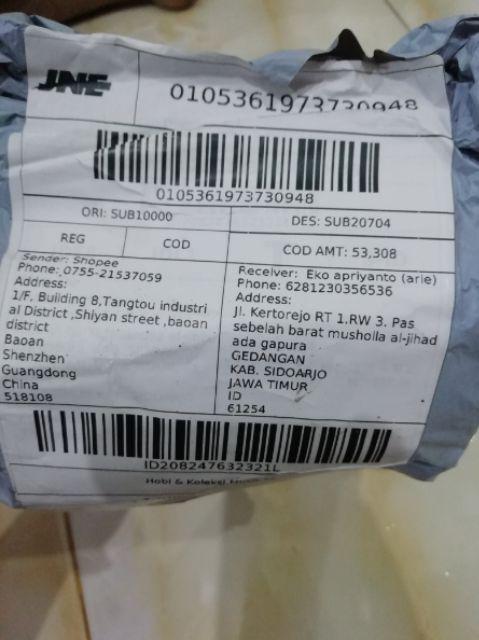 JNE
0105361973730948
0105361973730948
ORI: SUB10000
DES: SUB20704
REG
COD
COD AMT: 53,308
Sender: Shopee
Phone: 0755-21537059
Address:
1/F, Building 8,Tangtou industri
al District ,Shiyan street ,baoan
district
Baoan
Shenzhen
Guangdong
China
518108
Receiver: Eko apriyanto (arie)
Phone: 6281230356536
Address:
Jl. Kertorejo RT 1.RW 3. Pas
sebelah barat musholla al-jihad
ada gapura
GEDANGAN
KAB. SIDOARJO
JAWA TIMUR
ID
61254
ID208247632321L
Hobi & Koleksi